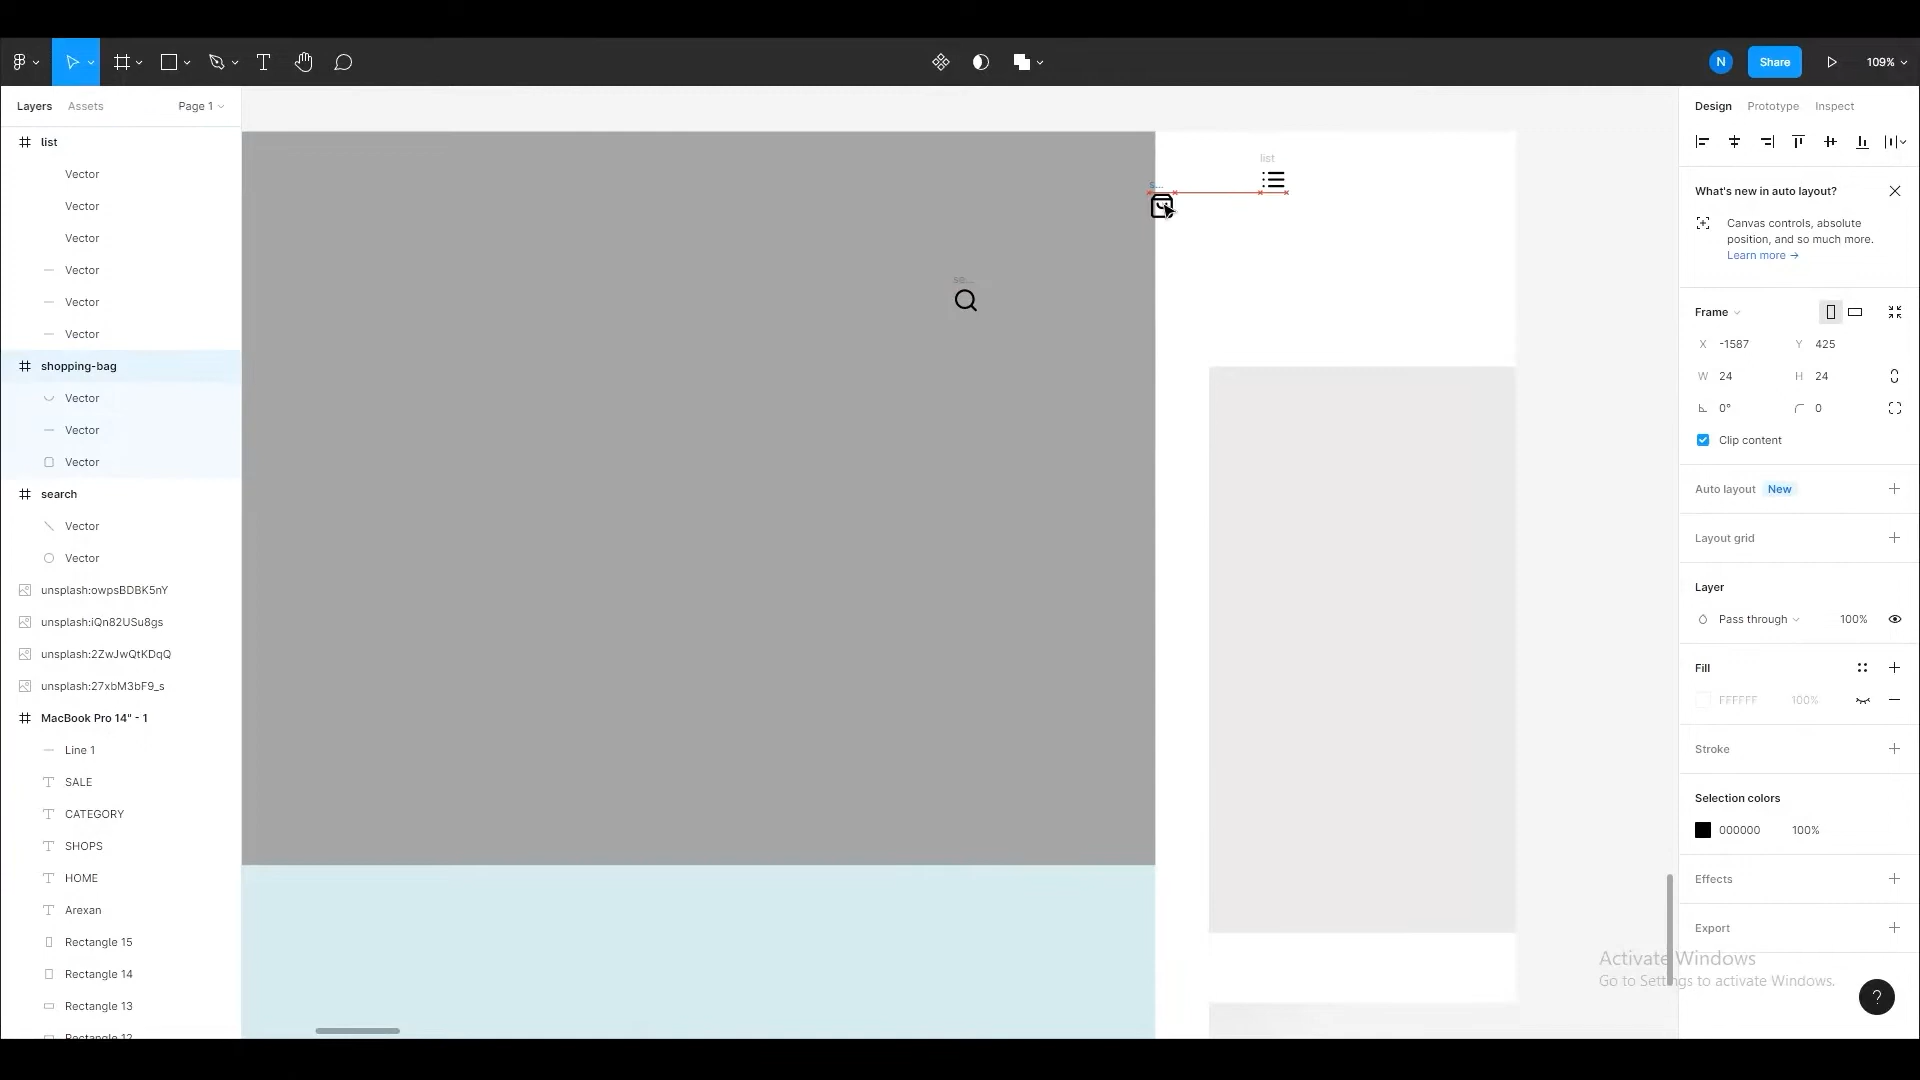 N
Share
109%
Layers
Assets
Page 1
Design
Prototype
Inspect
list
Vector
Vector
Vector
Vector
Vector
Vector
shopping-bag
Vector
Vector
Vector
search
Vector
Vector
unsplash:owpsBDBK5nY
unsplash:iQn82USu8gs
unsplash:2ZwJwQtKDqQ
unsplash:27xbM3bF9_s
MacBook Pro 14" - 1
Line 1
SALE
CATEGORY
SHOPS
HOME
Arexan
Rectangle 15
Rectangle 14
Rectangle 13
Rectangle 12
list
What's new in auto layout?
Canvas controls, absolute
position, and so much more.
Learn more →
Frame
X -1587 Y 425
W 24 H 24
0° 0
Clip content
Auto layout New
Layout grid
Layer
Pass through 100%
Fill
FFFFFF 100%
Stroke
Selection colors
000000 100%
Effects
Export
Activate Windows
Go to Settings to activate Windows.
?